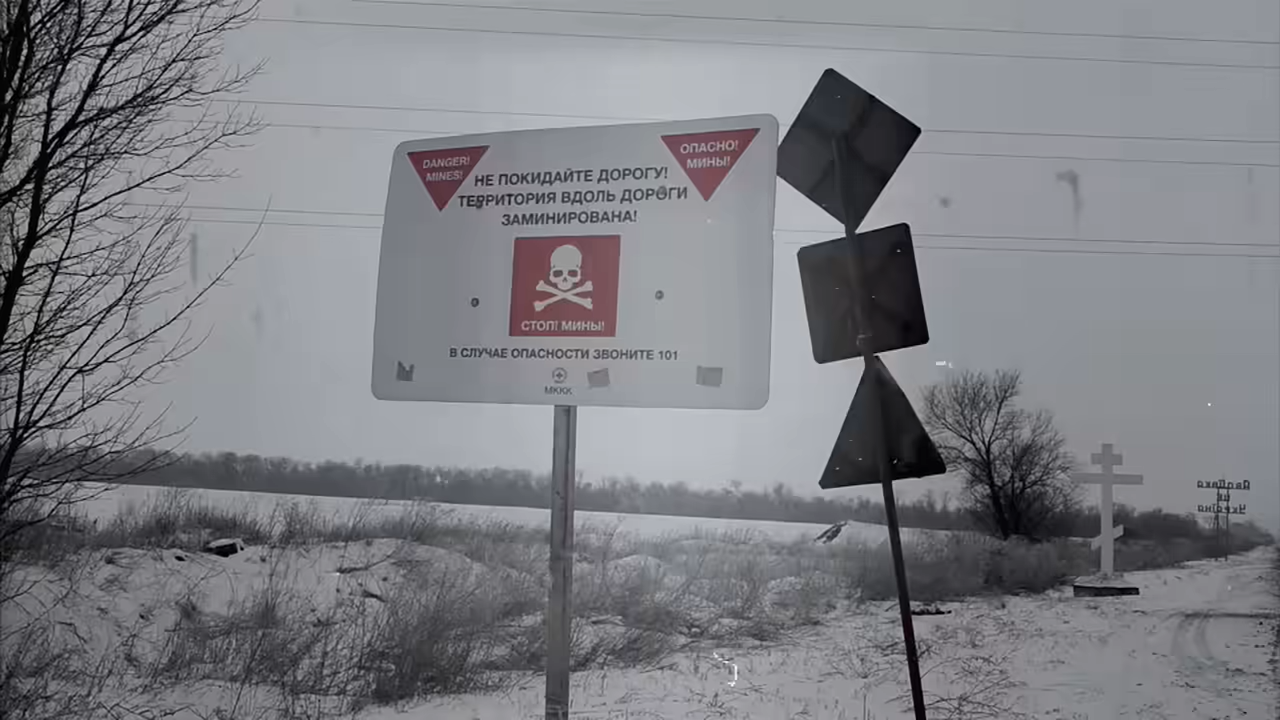 DANGER!
MINES!
ОПАСНО!
МИНЫ!
НЕ ПОКИДАЙТЕ ДОРОГУ!
ТЕРРИТОРИЯ ВДОЛЬ ДОРОГИ
ЗАМИНИРОВАНА!
СТОП! МИНЫ!
В СЛУЧАЕ ОПАСНОСТИ ЗВОНИТЕ 101
МККК